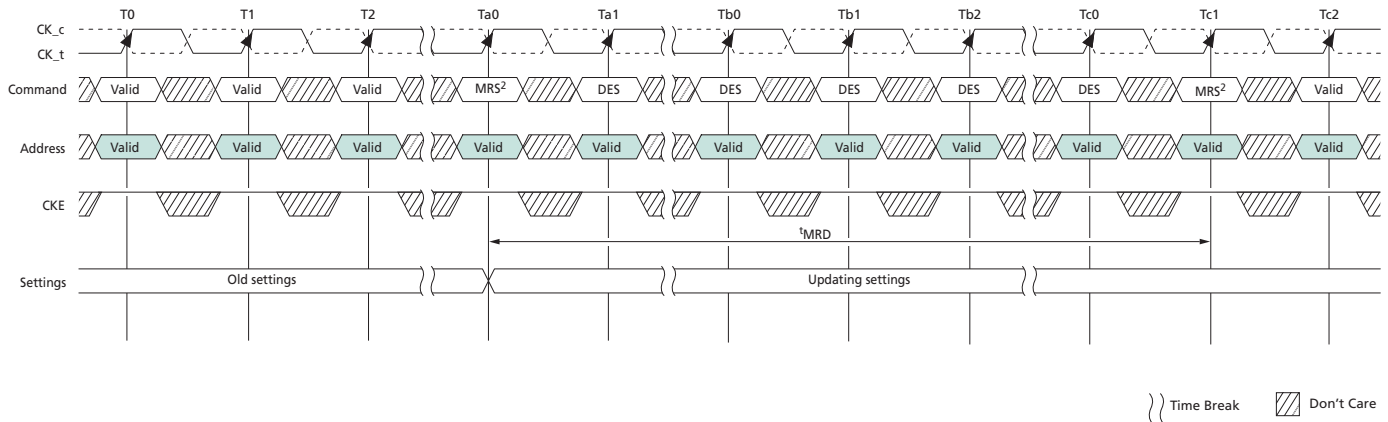 T0 T1 T2 Ta0 Ta1 Tb0 Tb1 Tb2 Tc0 Tc1 Tc2
CK_c
CK_t
Command Valid Valid Valid MRS² DES DES DES DES DES MRS² Valid
Address Valid Valid Valid Valid Valid Valid Valid Valid Valid Valid Valid
CKE
ᵗMRD
Settings Old settings Updating settings
Time Break Don't Care